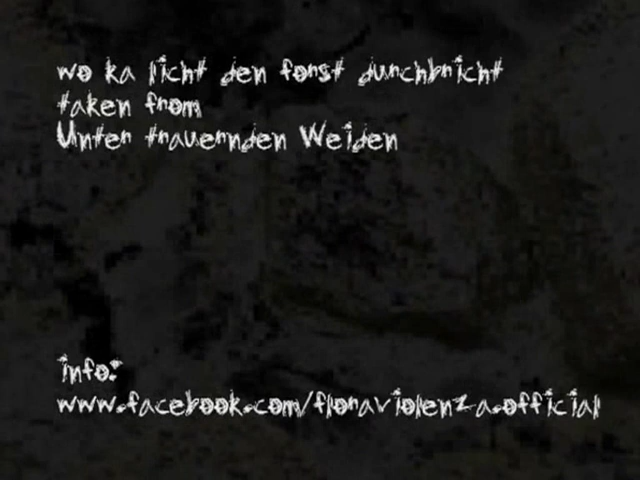 wo ka licht den forst durchbricht
taken from
Unter trauernden Weiden
info:
www.facebook.com/floraviolenza.official